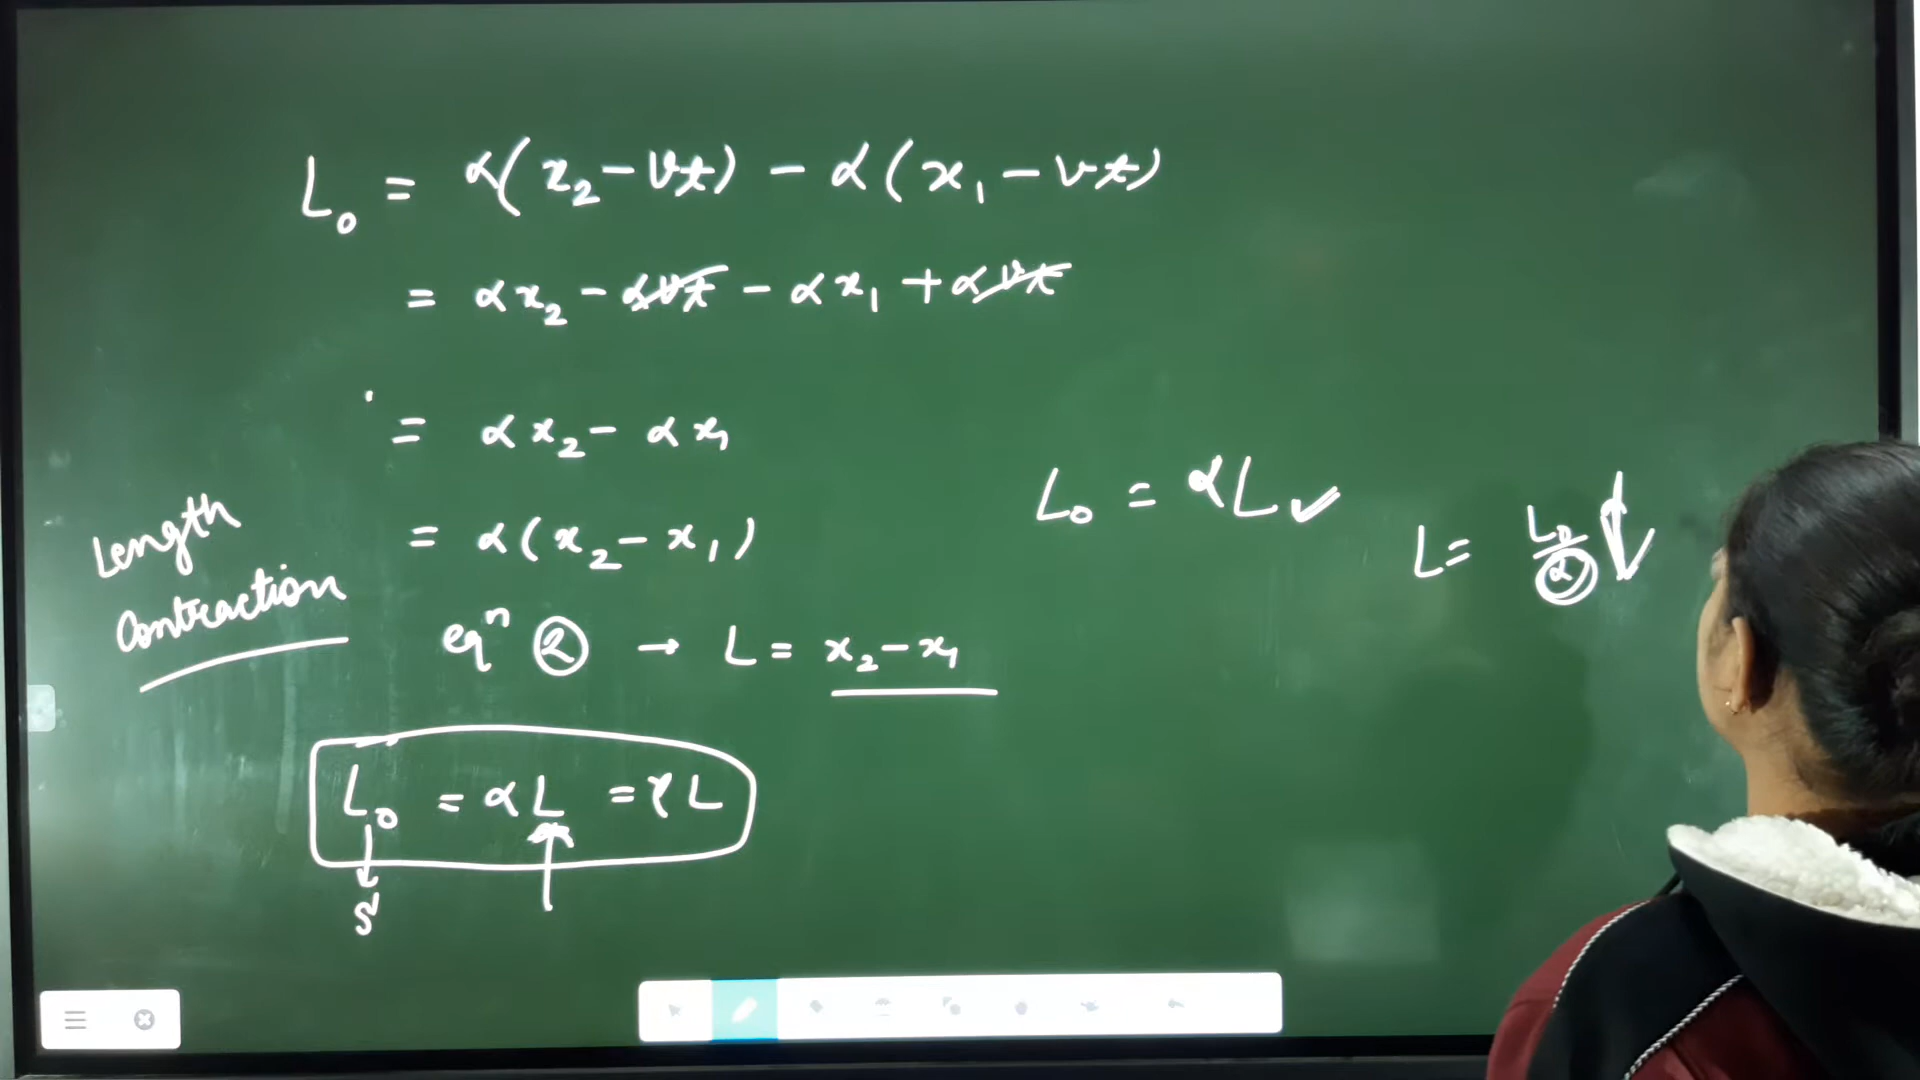 L₀ = α(x₂ - vt) - α(x₁ - vt)
= αx₂ - αvt - αx₁ + αvt
= αx₂ - αx₁
= α(x₂ - x₁)
Length
Contraction
eqⁿ ② → L = x₂ - x₁
L₀ = αL = γL
S'
L₀ = αL ✓
L = L₀/α